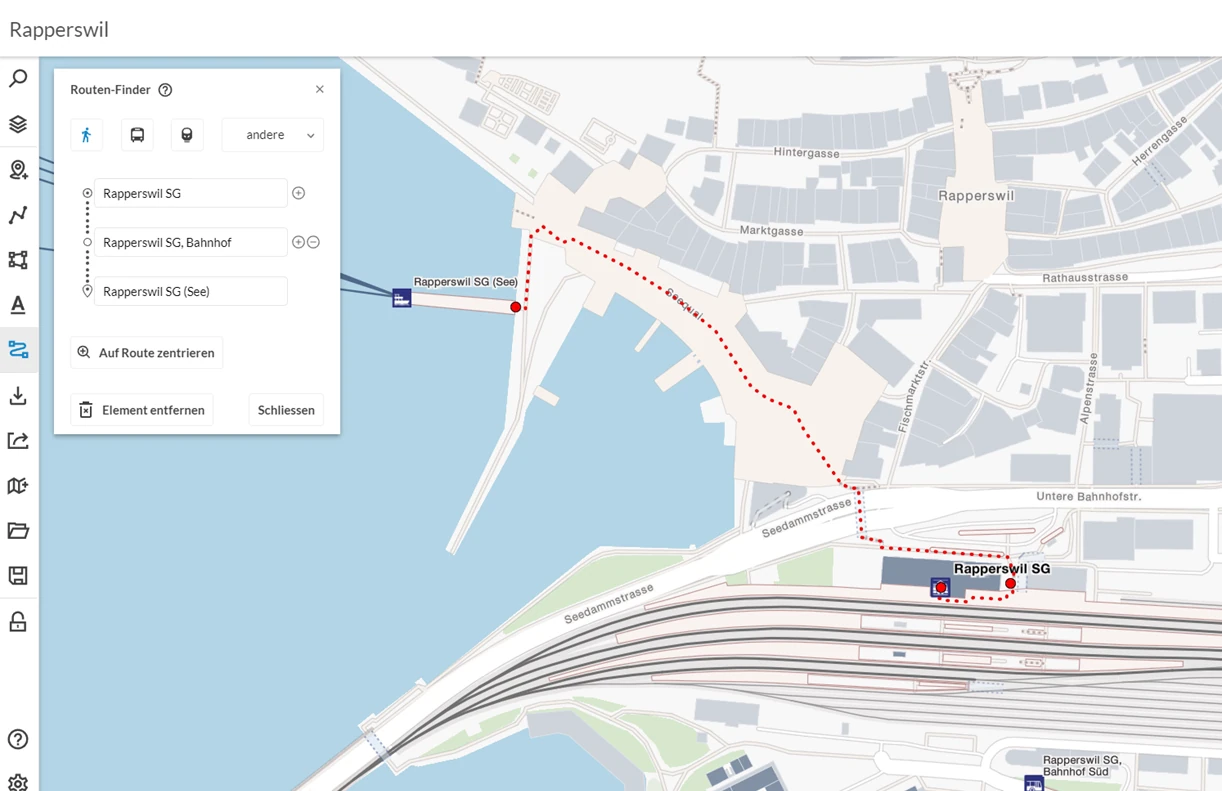 Rapperswil
Routen-Finder
andere
Rapperswil SG
Rapperswil SG, Bahnhof
Rapperswil SG (See)
Auf Route zentrieren
Element entfernen
Schliessen
Hintergasse
Herrengasse
Rapperswil
Marktgasse
Rathausstrasse
Rapperswil SG (See)
Seequai
Fischmarktstr.
Alpenstrasse
Untere Bahnhofstr.
Seedammstrasse
Rapperswil SG
Seedammstrasse
Rapperswil SG,
Bahnhof Süd